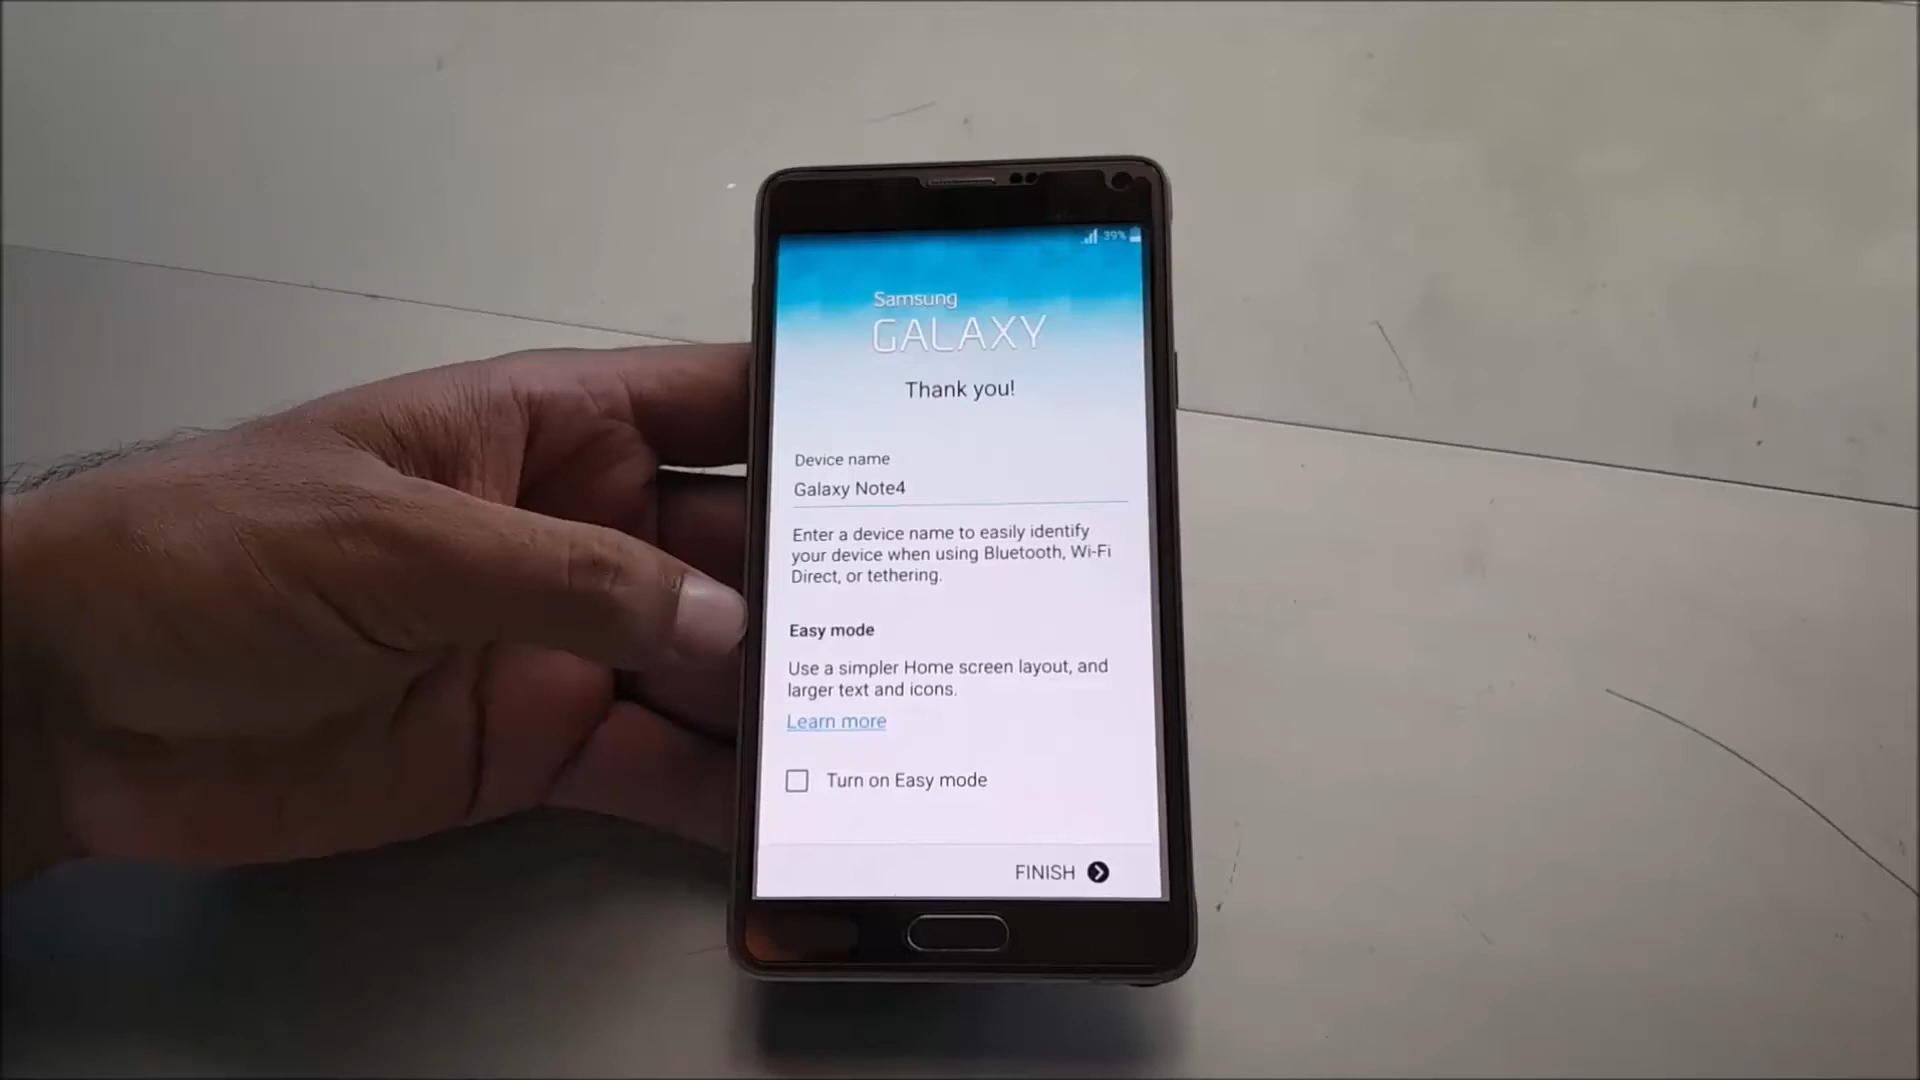 39%
Samsung
GALAXY
Thank you!
Device name
Galaxy Note4
Enter a device name to easily identify
your device when using Bluetooth, Wi-Fi
Direct, or tethering.
Easy mode
Use a simpler Home screen layout, and
larger text and icons.
Learn more
Turn on Easy mode
FINISH